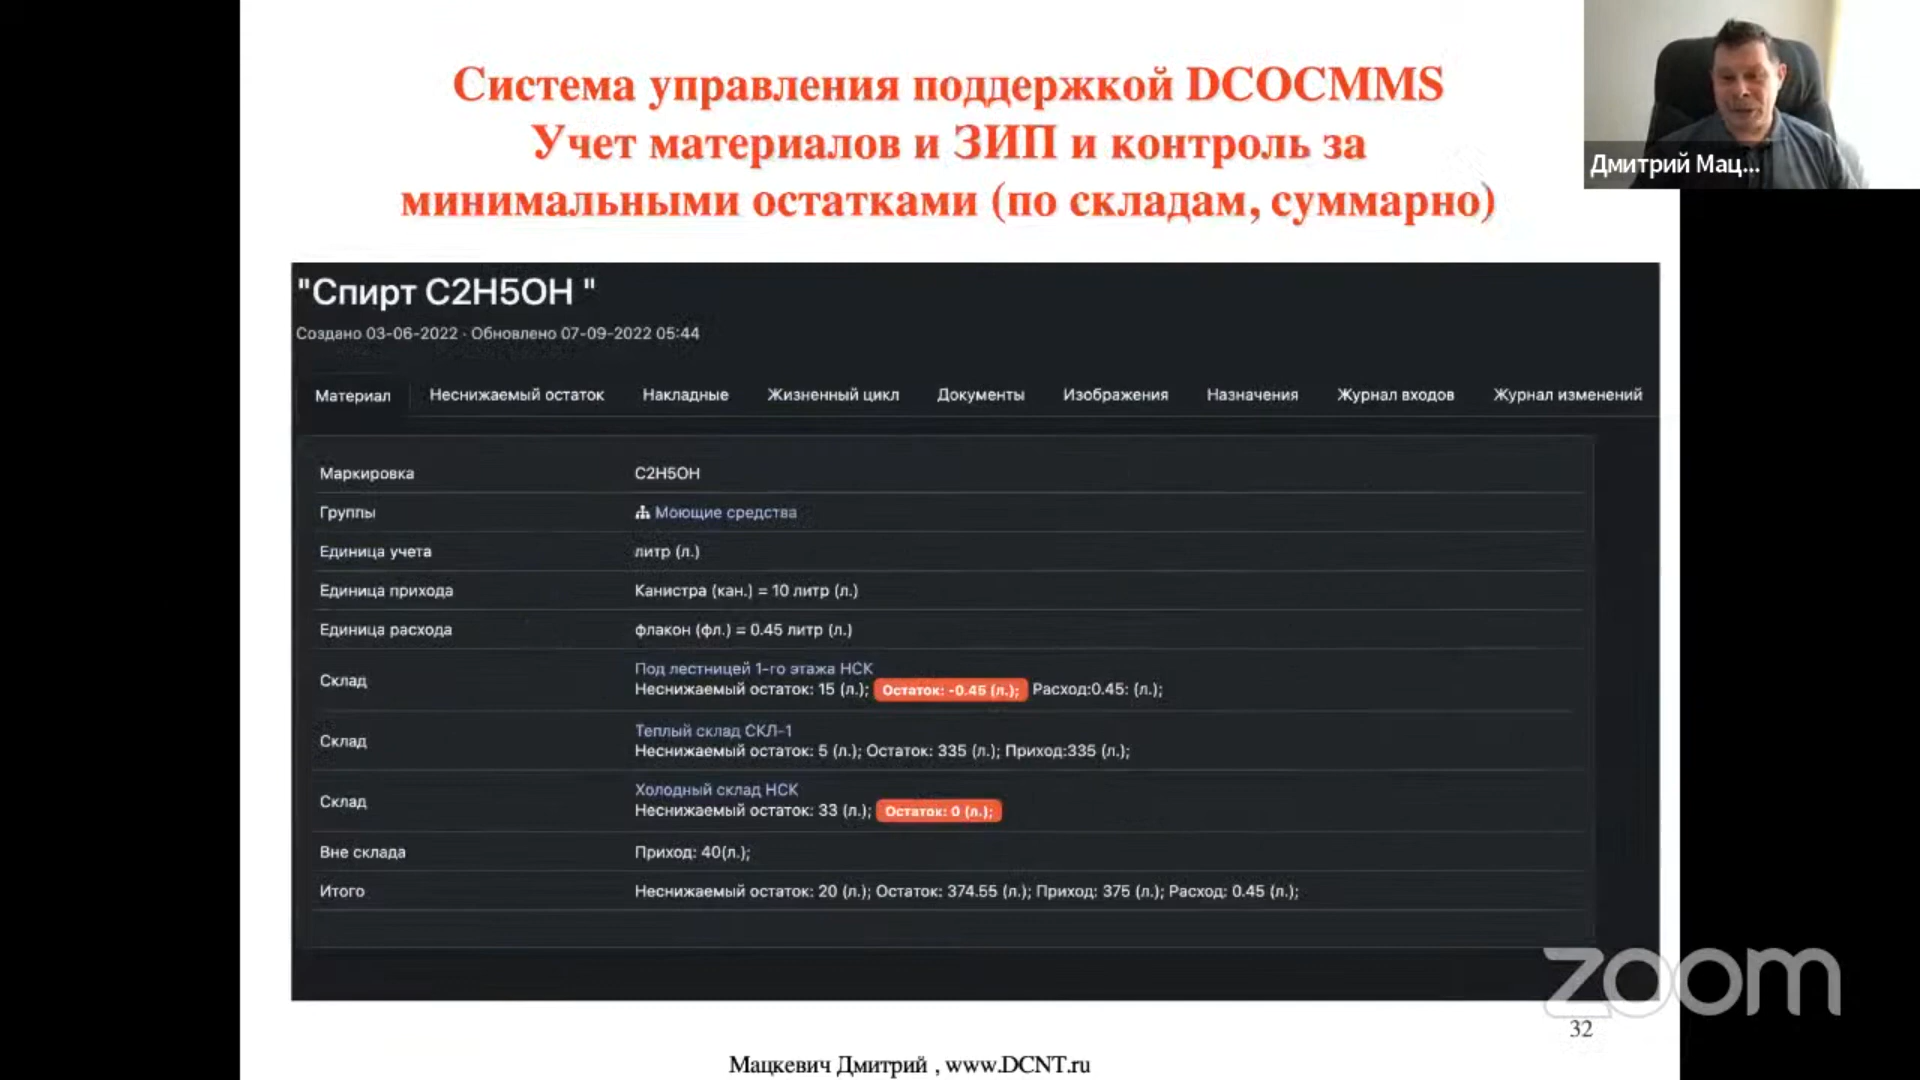 Система управления поддержкой DCOCMMS
Учет материалов и ЗИП и контроль за
минимальными остатками (по складам, суммарно)
Дмитрий Мац...
"Спирт C2H5OH "
Создано 03-06-2022 · Обновлено 07-09-2022 05:44
Материал Неснижаемый остаток Накладные Жизненный цикл Документы Изображения Назначения Журнал входов Журнал изменений
Маркировка C2H5OH
Группы Моющие средства
Единица учета литр (л.)
Единица прихода Канистра (кан.) = 10 литр (л.)
Единица расхода флакон (фл.) = 0.45 литр (л.)
Склад Под лестницей 1-го этажа НСК
Неснижаемый остаток: 15 (л.); Остаток: -0.45 (л.); Расход:0.45: (л.);
Склад Теплый склад СКЛ-1
Неснижаемый остаток: 5 (л.); Остаток: 335 (л.); Приход:335 (л.);
Склад Холодный склад НСК
Неснижаемый остаток: 33 (л.); Остаток: 0 (л.);
Вне склада Приход: 40(л.);
Итого Неснижаемый остаток: 20 (л.); Остаток: 374.55 (л.); Приход: 375 (л.); Расход: 0.45 (л.);
zoom
32
Мацкевич Дмитрий , www.DCNT.ru